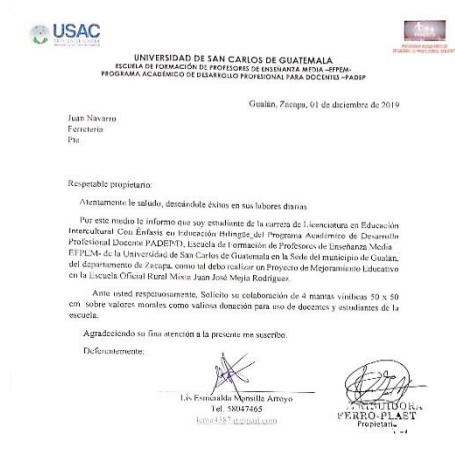 USAC
UNIVERSIDAD DE SAN CARLOS DE GUATEMALA
ESCUELA DE FORMACIÓN DE PROFESORES DE ENSEÑANZA MEDIA –EFPEM-
PROGRAMA ACADÉMICO DE DESARROLLO PROFESIONAL PARA DOCENTES –PADEP
Gualán, Zacapa, 01 de diciembre de 2019
Juan Navarro
Ferretería
Pte
Respetable propietario:
Atentamente le saludo, deseándole éxitos en sus labores diarias
Por este medio le informo que soy estudiante de la carrera de Licenciatura en Educación
Intercultural Con Énfasis en Educación Bilingüe del Programa Académico de Desarrollo
Profesional Docente PADEP/D, Escuela de Formación de Profesores de Enseñanza Media
EFPEM- de la Universidad de San Carlos de Guatemala en la Sede del municipio de Gualán,
del departamento de Zacapa, como tal debo realizar un Proyecto de Mejoramiento Educativo
en la Escuela Oficial Rural Mixta Juan José Mejía Rodríguez.
Ante usted respetuosamente, Solicito su colaboración de 4 mantas vinílicas 50 x 50
cm sobre valores morales como valiosa donación para uso de docentes y estudiantes de la
escuela.
Agradeciendo su fina atención a la presente me suscribo.
Deferentemente:
Lis Esmeralda Monsilla Arroyo
Tel. 58047465
FERRO-PLAST